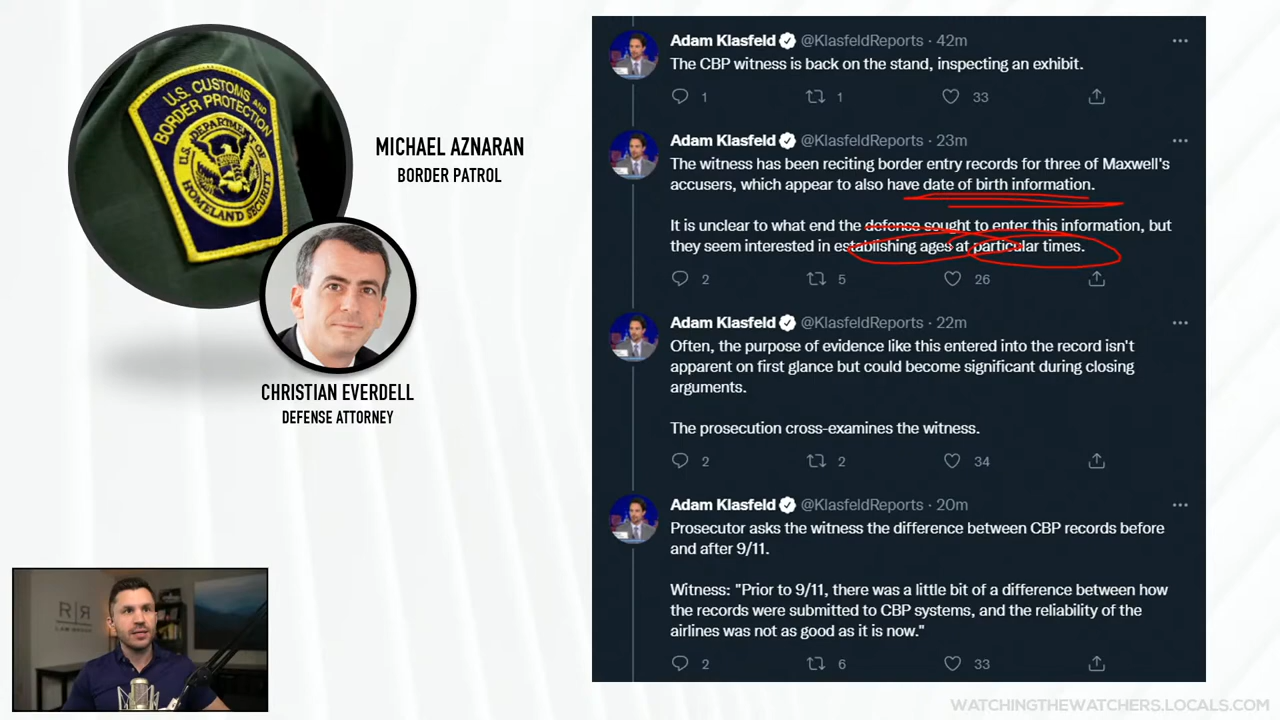 U.S. CUSTOMS AND
BORDER PROTECTION
U.S. DEPARTMENT OF
HOMELAND SECURITY
MICHAEL AZNARAN
BORDER PATROL
CHRISTIAN EVERDELL
DEFENSE ATTORNEY
R|R
LAW GROUP
Adam Klasfeld @KlasfeldReports · 42m
The CBP witness is back on the stand, inspecting an exhibit.
1 1 33
Adam Klasfeld @KlasfeldReports · 23m
The witness has been reciting border entry records for three of Maxwell's
accusers, which appear to also have date of birth information.
It is unclear to what end the defense sought to enter this information, but
they seem interested in establishing ages at particular times.
2 5 26
Adam Klasfeld @KlasfeldReports · 22m
Often, the purpose of evidence like this entered into the record isn't
apparent on first glance but could become significant during closing
arguments.
The prosecution cross-examines the witness.
2 2 34
Adam Klasfeld @KlasfeldReports · 20m
Prosecutor asks the witness the difference between CBP records before
and after 9/11.
Witness: "Prior to 9/11, there was a little bit of a difference between how
the records were submitted to CBP systems, and the reliability of the
airlines was not as good as it is now."
2 6 33
WATCHINGTHEWATCHERS.LOCALS.COM